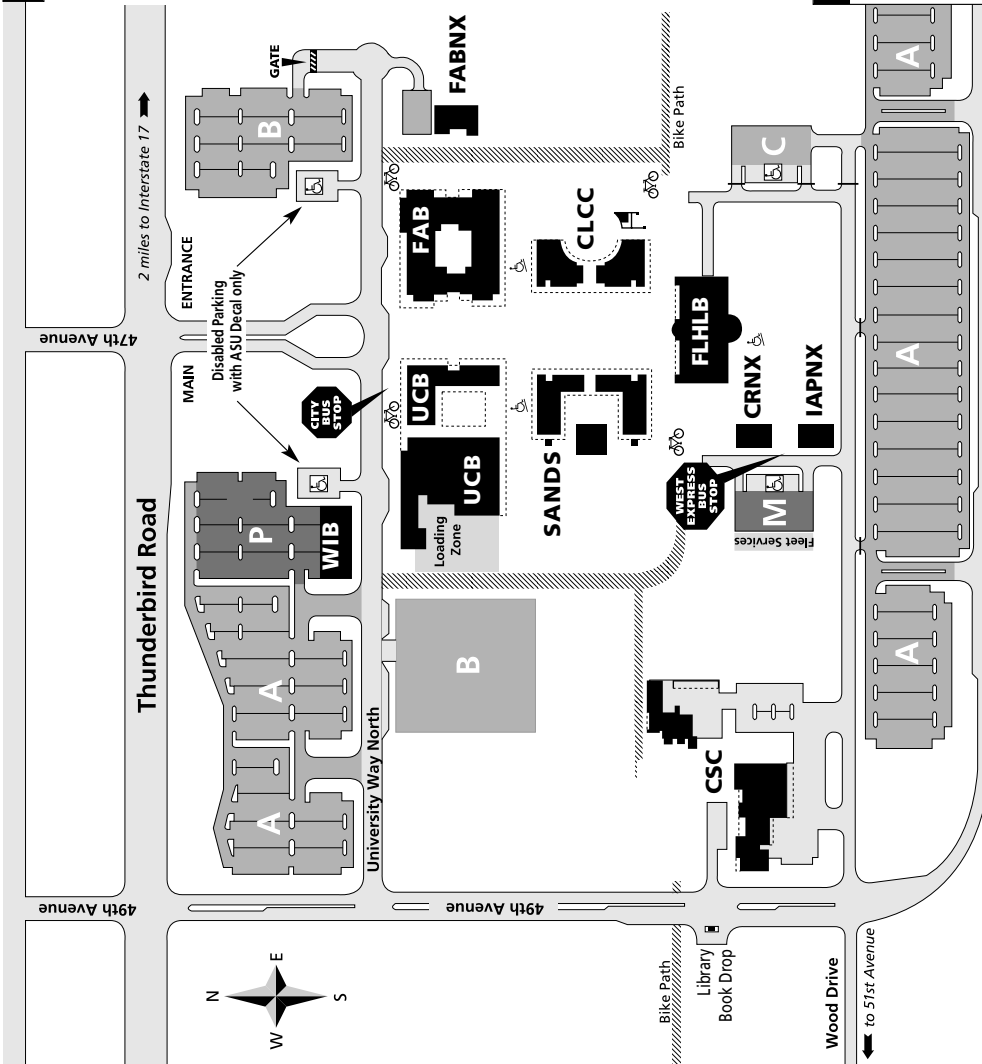 GATE
FABNX
2 miles to Interstate 17
B
Bike Path
A
C
FAB
CLCC
ENTRANCE
47th Avenue
MAIN
Disabled Parking
with ASU Decal only
CITY
BUS
STOP
UCB
UCB
Loading
Zone
SANDS
FLHLB
CRNX
IAPNX
A
WEST
EXPRESS
BUS
STOP
M
Fleet Services
P
WIB
Thunderbird Road
A
A
B
A
University Way North
CSC
49th Avenue
49th Avenue
N
E
S
W
Bike Path
Library
Book Drop
Wood Drive
to 51st Avenue